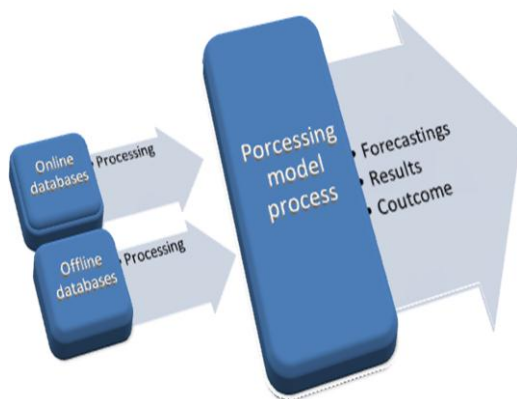 Online
databases
• Processing
Offline
databases
• Processing
Porcessing
model
process
• Forecastings
• Results
• Coutcome